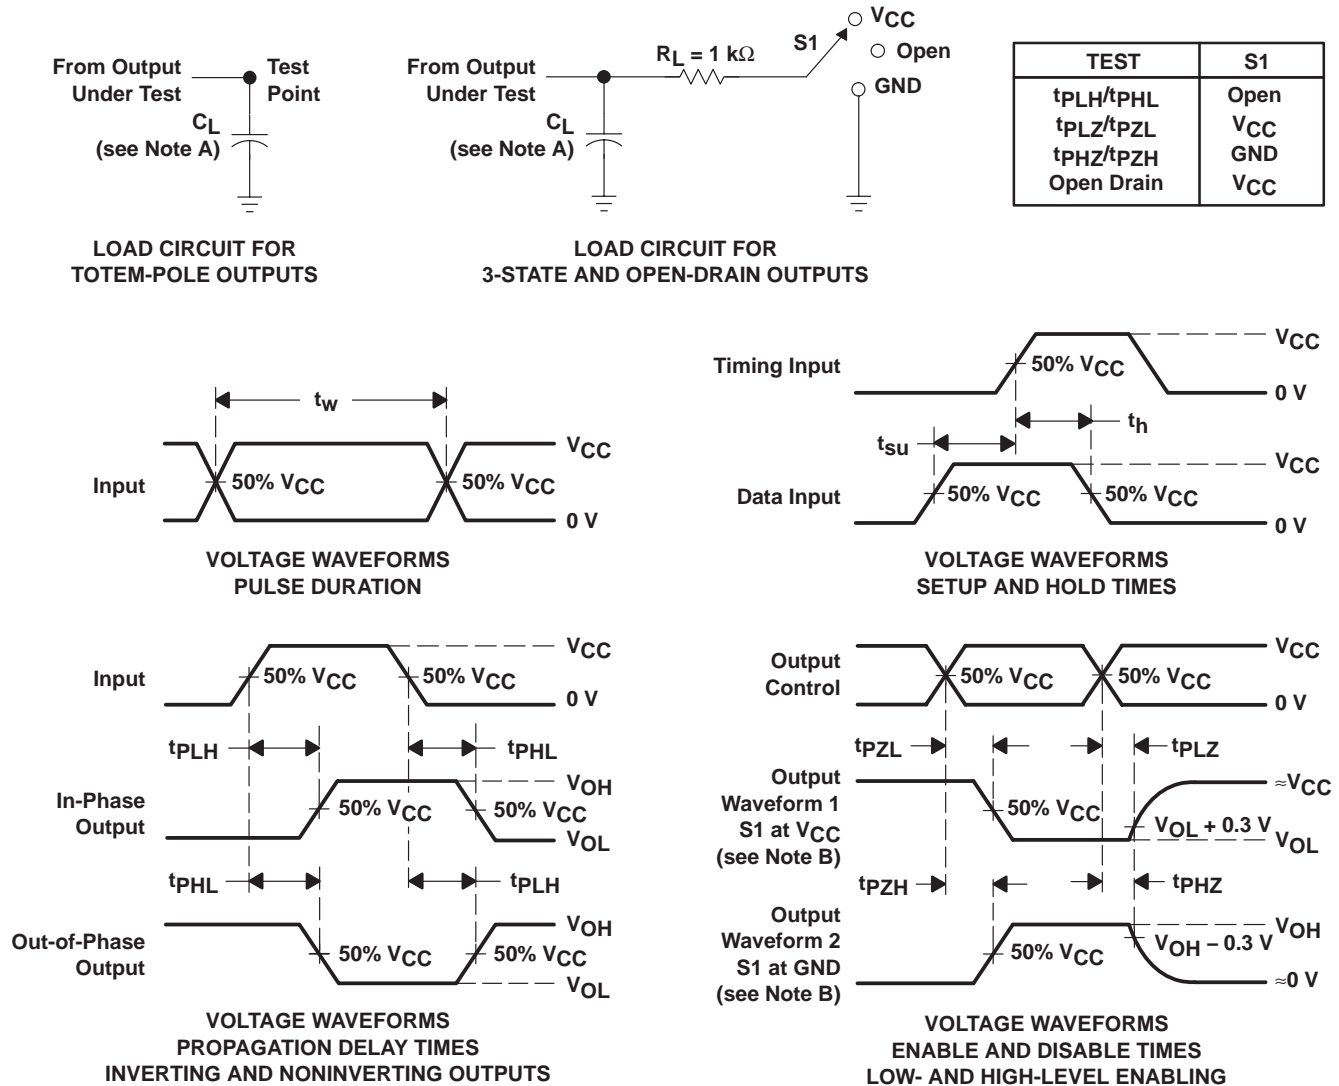 From Output
Under Test
Test
Point
CL
(see Note A)
LOAD CIRCUIT FOR
TOTEM-POLE OUTPUTS
From Output
Under Test
CL
(see Note A)
RL = 1 kΩ
S1
VCC
Open
GND
LOAD CIRCUIT FOR
3-STATE AND OPEN-DRAIN OUTPUTS
TEST S1
tPLH/tPHL Open
tPLZ/tPZL VCC
tPHZ/tPZH GND
Open Drain VCC
tw
Input
50% VCC
50% VCC
VCC
0 V
VOLTAGE WAVEFORMS
PULSE DURATION
Timing Input
50% VCC
VCC
0 V
tsu
th
Data Input
50% VCC
50% VCC
VCC
0 V
VOLTAGE WAVEFORMS
SETUP AND HOLD TIMES
Input
50% VCC
50% VCC
VCC
0 V
tPLH
tPHL
In-Phase
Output
50% VCC
50% VCC
VOH
VOL
tPHL
tPLH
Out-of-Phase
Output
50% VCC
50% VCC
VOH
VOL
VOLTAGE WAVEFORMS
PROPAGATION DELAY TIMES
INVERTING AND NONINVERTING OUTPUTS
Output
Control
50% VCC
50% VCC
VCC
0 V
tPZL
tPLZ
Output
Waveform 1
S1 at VCC
(see Note B)
50% VCC
≈VCC
VOL + 0.3 V
VOL
tPZH
tPHZ
Output
Waveform 2
S1 at GND
(see Note B)
50% VCC
VOH
VOH − 0.3 V
≈0 V
VOLTAGE WAVEFORMS
ENABLE AND DISABLE TIMES
LOW- AND HIGH-LEVEL ENABLING